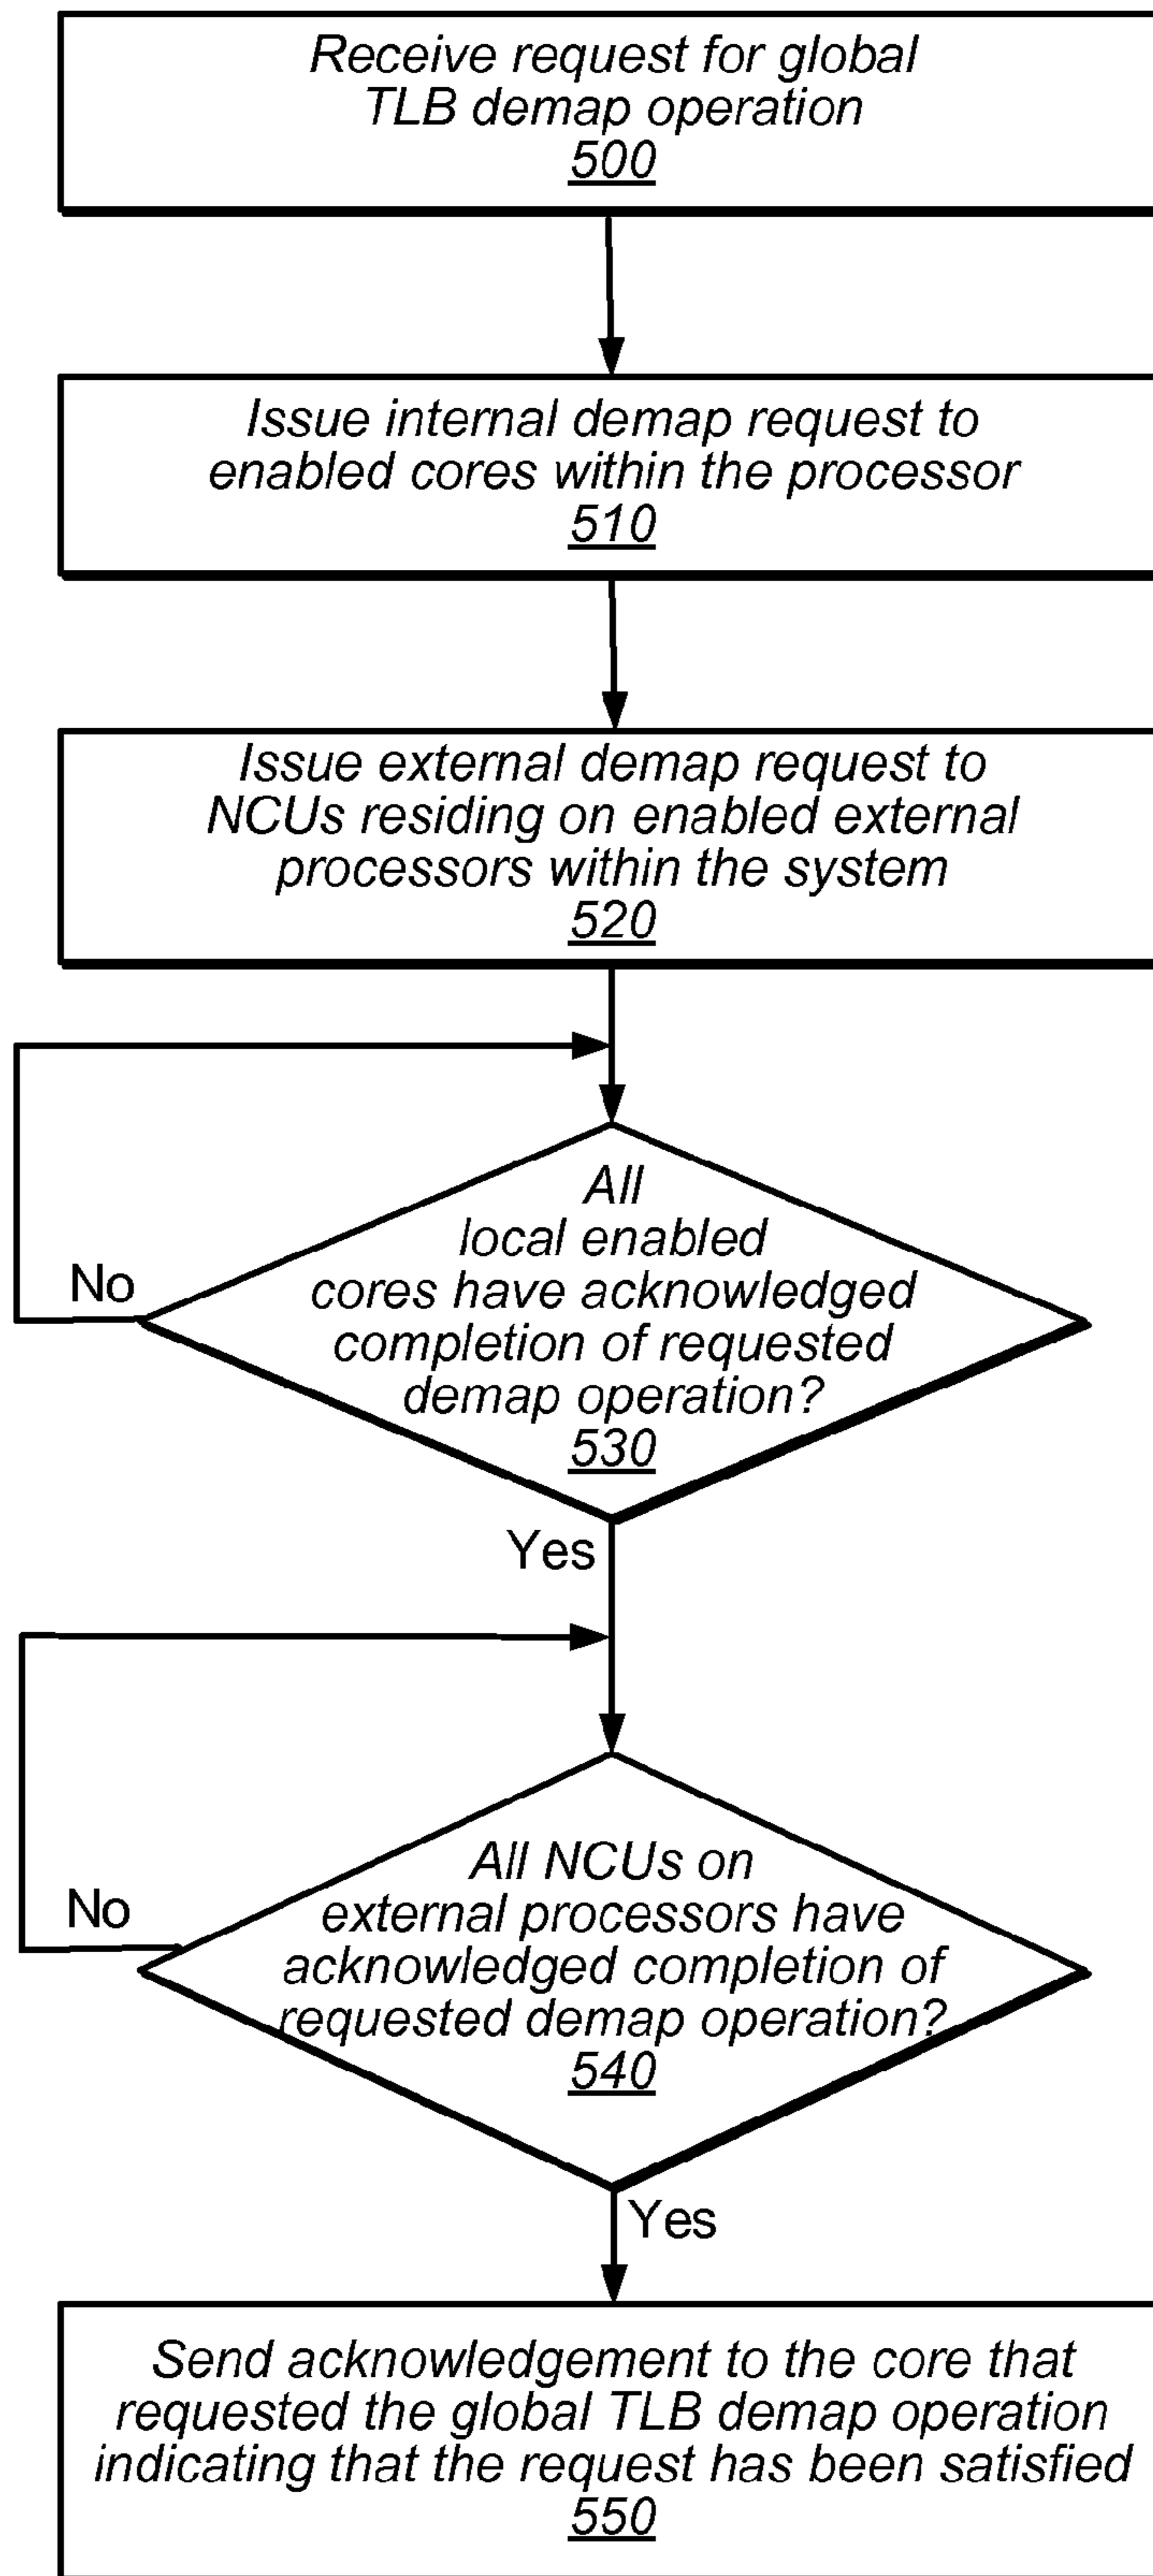 Receive request for global
TLB demap operation
500
Issue internal demap request to
enabled cores within the processor
510
Issue external demap request to
NCUs residing on enabled external
processors within the system
520
All
local enabled
cores have acknowledged
completion of requested
demap operation?
530
No
Yes
All NCUs on
external processors have
acknowledged completion of
requested demap operation?
540
No
Yes
Send acknowledgement to the core that
requested the global TLB demap operation
indicating that the request has been satisfied
550